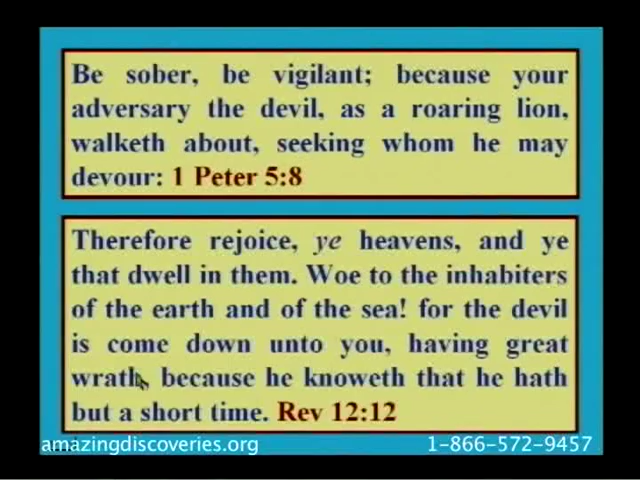 Be sober, be vigilant; because your
adversary the devil, as a roaring lion,
walketh about, seeking whom he may
devour: 1 Peter 5:8
Therefore rejoice, ye heavens, and ye
that dwell in them. Woe to the inhabiters
of the earth and of the sea! for the devil
is come down unto you, having great
wrath, because he knoweth that he hath
but a short time. Rev 12:12
amazingdiscoveries.org 1-866-572-9457